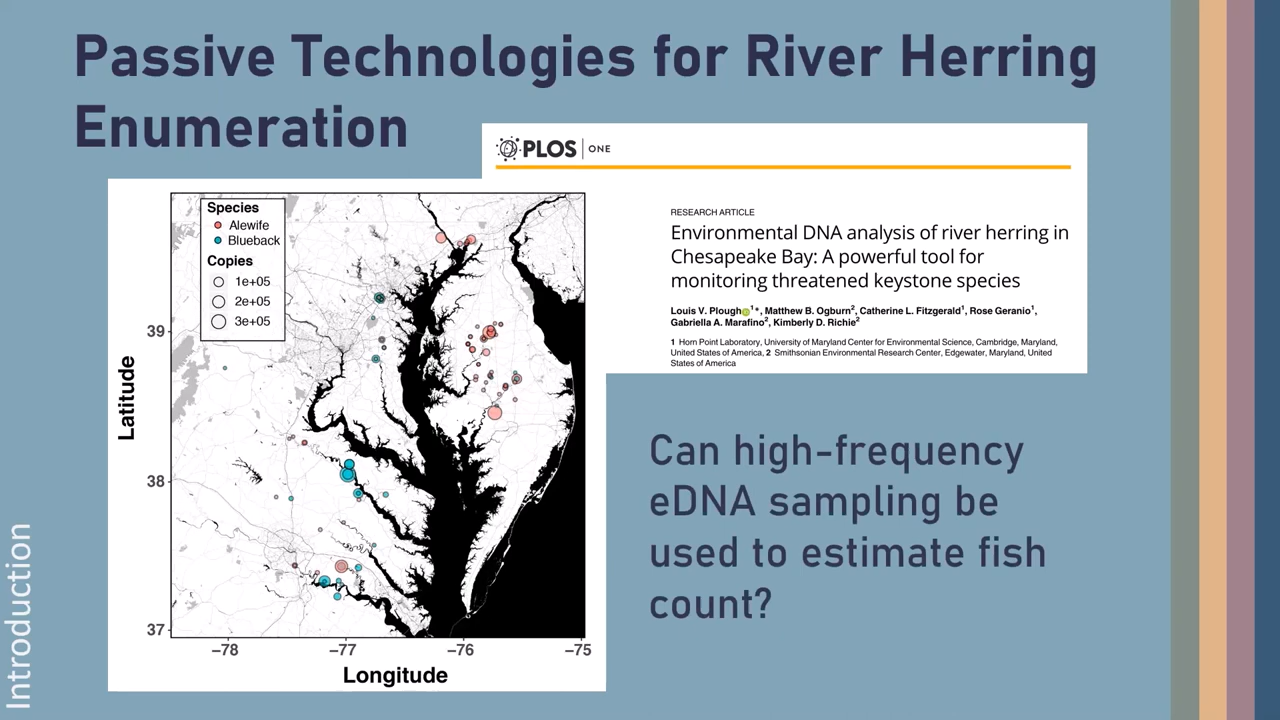 Passive Technologies for River Herring
Enumeration
PLOS ONE
RESEARCH ARTICLE
Environmental DNA analysis of river herring in
Chesapeake Bay: A powerful tool for
monitoring threatened keystone species
Louis V. Plough1*, Matthew B. Ogburn2, Catherine L. Fitzgerald1, Rose Geranio1,
Gabriella A. Marafino2, Kimberly D. Richie2
1 Horn Point Laboratory, University of Maryland Center for Environmental Science, Cambridge, Maryland,
United States of America, 2 Smithsonian Environmental Research Center, Edgewater, Maryland, United
States of America
Species
Alewife
Blueback
Copies
1e+05
2e+05
3e+05
Latitude
39
38
37
−78
−77
−76
−75
Longitude
Can high-frequency
eDNA sampling be
used to estimate fish
count?
Introduction